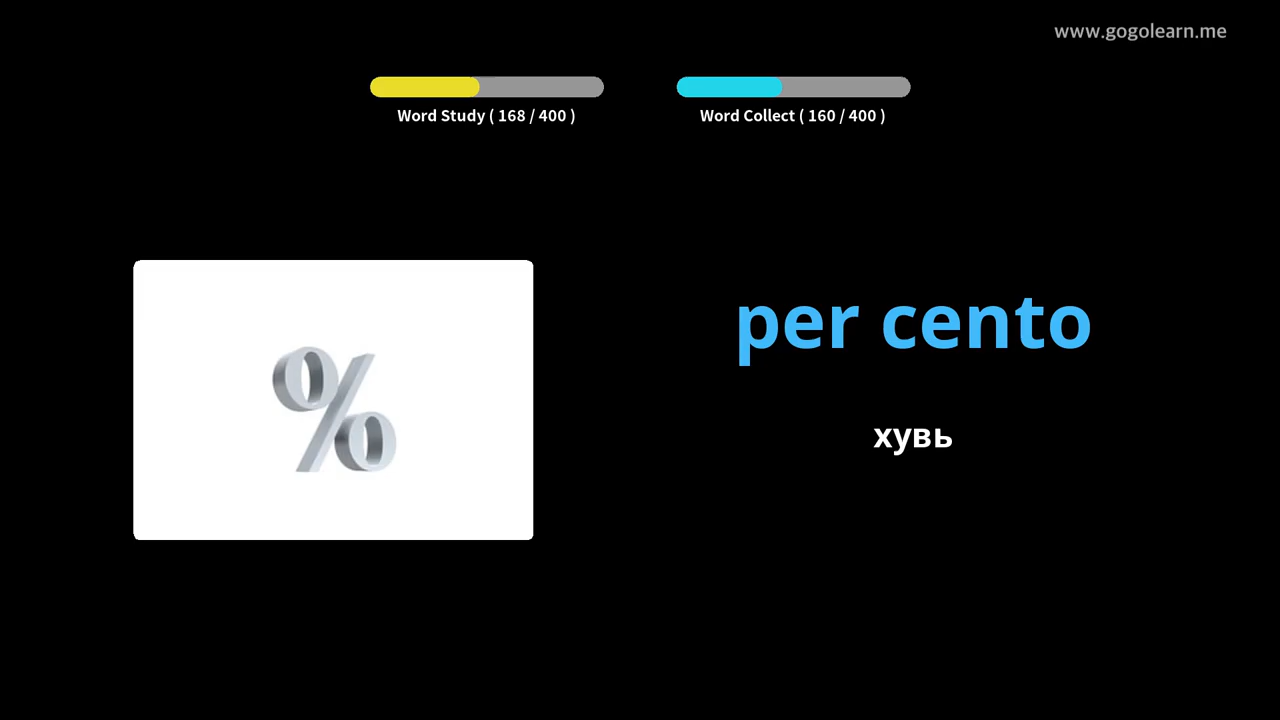 www.gogolearn.me
Word Study ( 168 / 400 )
Word Collect ( 160 / 400 )
%
per cento
хувь